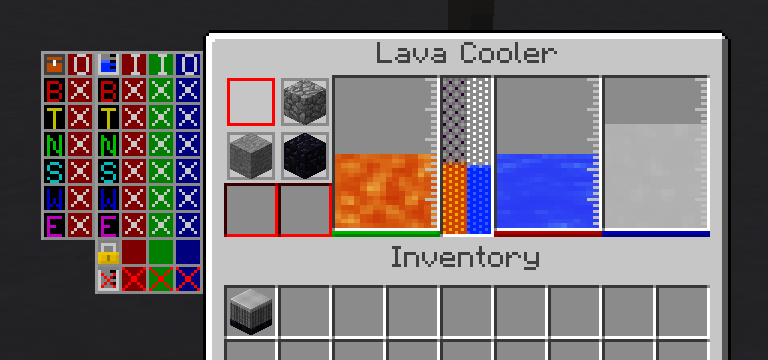 Lava Cooler
O I I O
B B
T T
N N
S S
W W
E E
Inventory